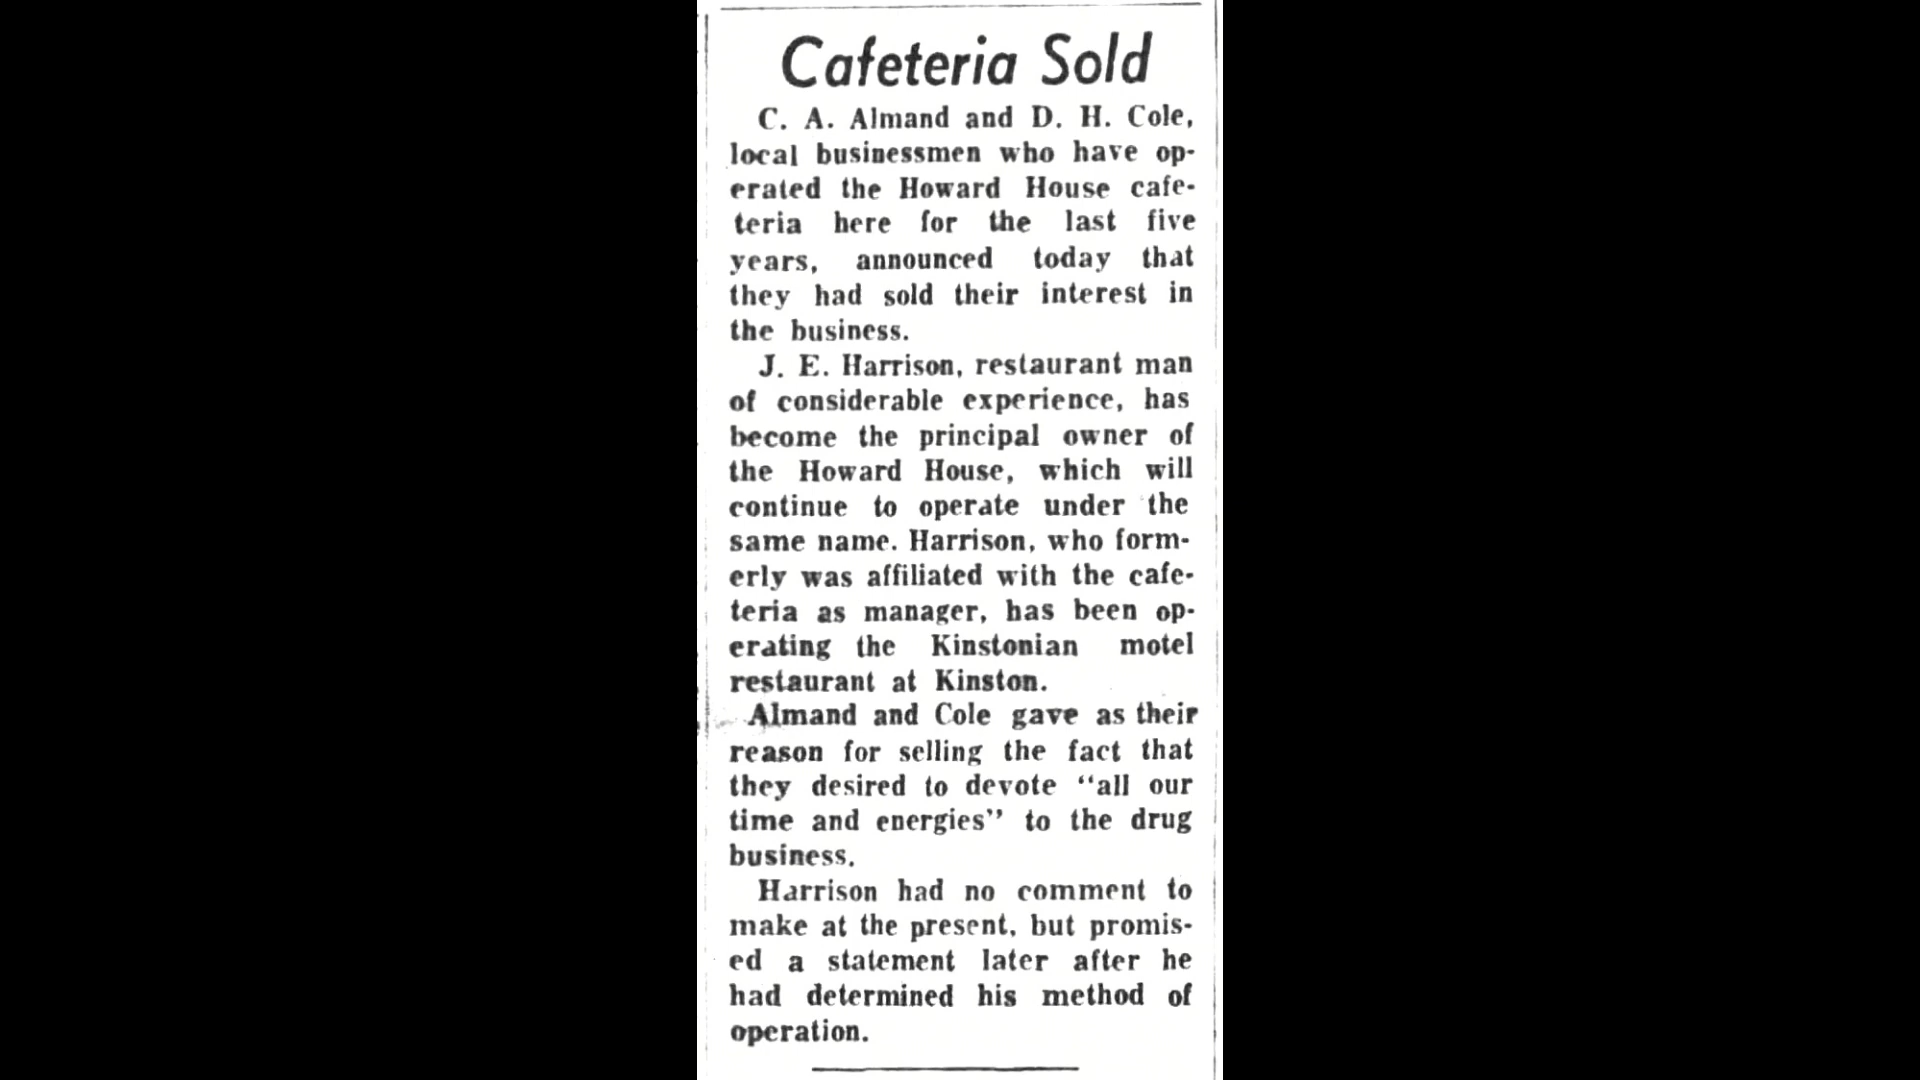 Cafeteria Sold
C. A. Almand and D. H. Cole,
local businessmen who have op-
erated the Howard House cafe-
teria here for the last five
years, announced today that
they had sold their interest in
the business.
J. E. Harrison, restaurant man
of considerable experience, has
become the principal owner of
the Howard House, which will
continue to operate under the
same name. Harrison, who form-
erly was affiliated with the cafe-
teria as manager, has been op-
erating the Kinstonian motel
restaurant at Kinston.
Almand and Cole gave as their
reason for selling the fact that
they desired to devote “all our
time and energies” to the drug
business.
Harrison had no comment to
make at the present, but promis-
ed a statement later after he
had determined his method of
operation.